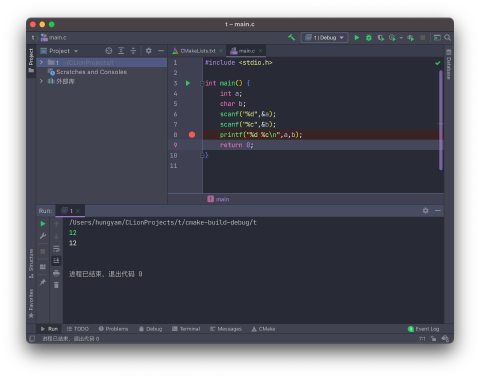 t – main.c
t main.c
t | Debug
Project
CMakeLists.txt
main.c
t ~/CLionProjects/t
Scratches and Consoles
外部库
1 #include <stdio.h>
2
3 int main() {
4 int a;
5 char b;
6 scanf("%d",&a);
7 scanf("%c",&b);
8 printf("%d %c\n",a,b);
9 return 0;
10 }
11
main
Project
Database
Structure
Favorites
Run: t
/Users/hungyam/CLionProjects/t/cmake-build-debug/t
12
12
进程已结束，退出代码 0
Run
TODO
Problems
Debug
Terminal
Messages
CMake
1 Event Log
进程已结束，退出代码 0